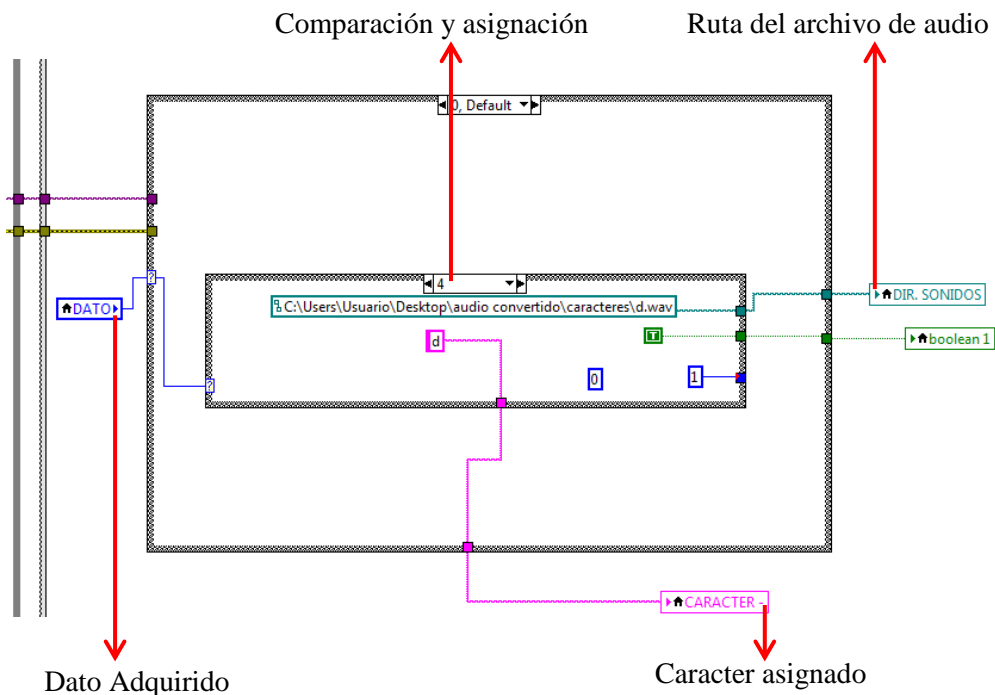 Comparación y asignación
Ruta del archivo de audio
0, Default
4
C:\Users\Usuario\Desktop\audio convertido\caracteres\d.wav
DIR. SONIDOS
DATO
?
T
boolean 1
d
0
1
?
CARACTER -
Dato Adquirido
Caracter asignado